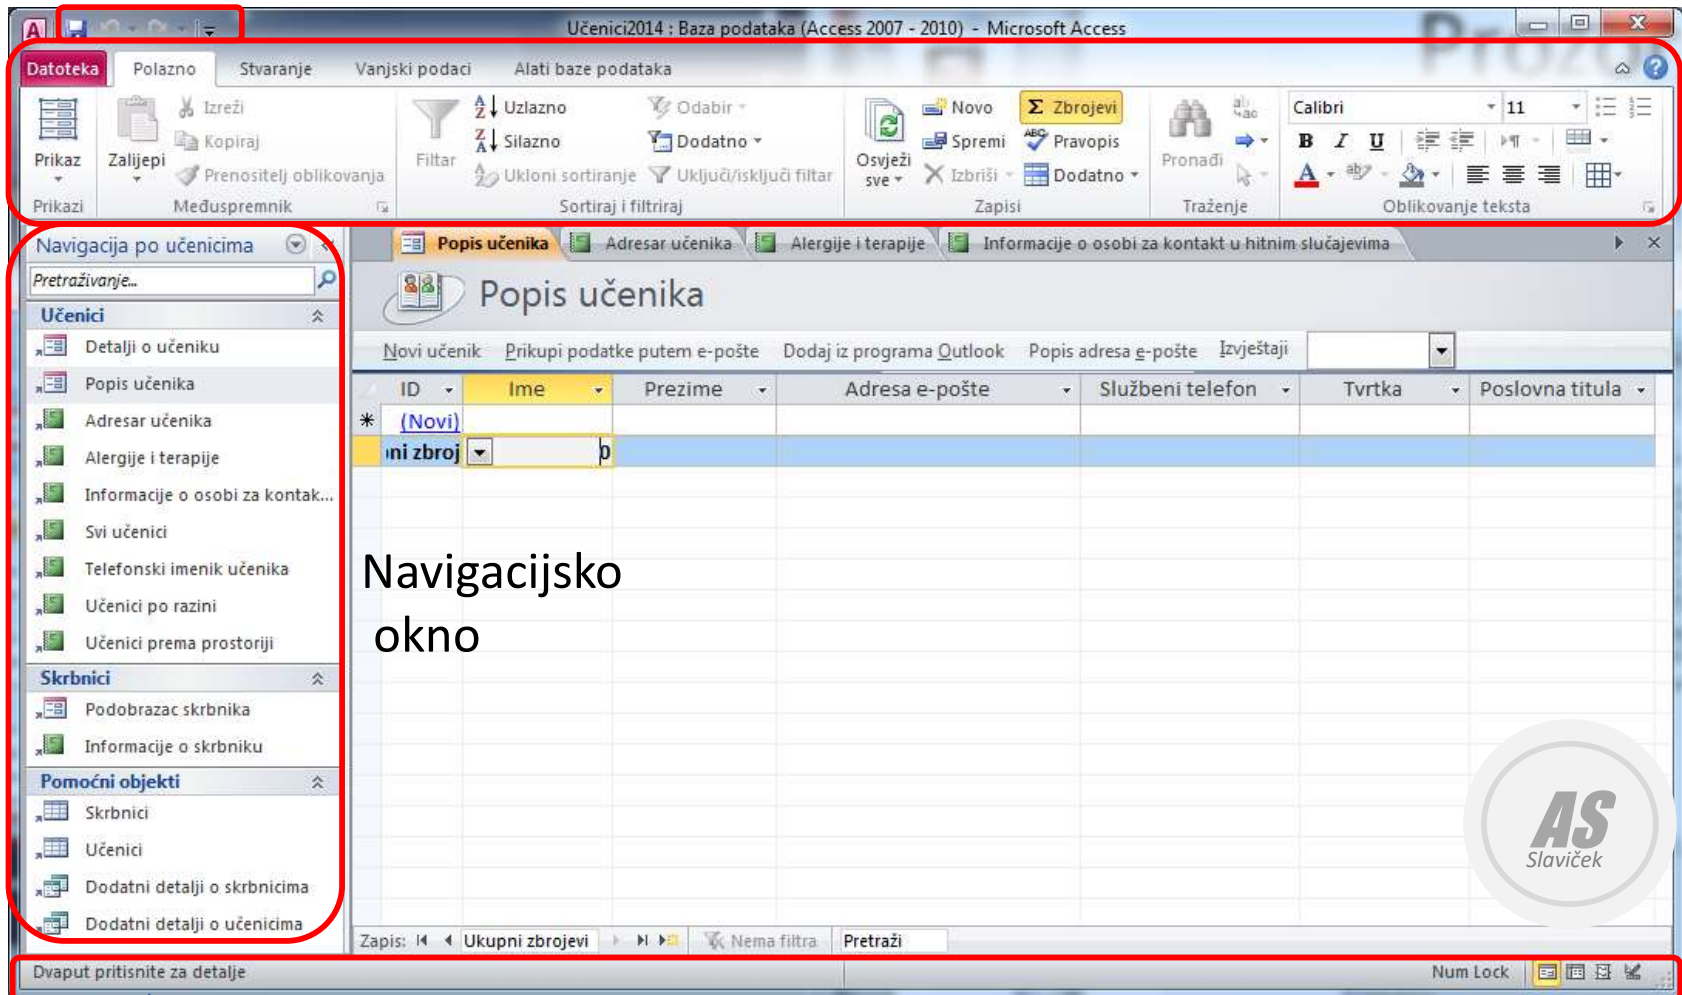 Učenici2014 : Baza podataka (Access 2007 - 2010) - Microsoft Access
Datoteka Polazno Stvaranje Vanjski podaci Alati baze podataka
Izreži Uzlazno Odabir Novo Σ Zbrojevi Calibri 11
Kopiraj Silazno Dodatno Spremi Pravopis B I U
Prikaz Zalijepi Prenositelj oblikovanja Filtar Ukloni sortiranje Uključi/isključi filtar Osvježi sve Izbriši Dodatno Pronađi
Prikazi Međuspremnik Sortiraj i filtriraj Zapisi Traženje Oblikovanje teksta
Navigacija po učenicima
Pretraživanje...
Učenici
Detalji o učeniku
Popis učenika
Adresar učenika
Alergije i terapije
Informacije o osobi za kontak...
Svi učenici
Telefonski imenik učenika
Učenici po razini
Učenici prema prostoriji
Skrbnici
Podobrazac skrbnika
Informacije o skrbniku
Pomoćni objekti
Skrbnici
Učenici
Dodatni detalji o skrbnicima
Dodatni detalji o učenicima
Popis učenika Adresar učenika Alergije i terapije Informacije o osobi za kontakt u hitnim slučajevima
Popis učenika
Novi učenik Prikupi podatke putem e-pošte Dodaj iz programa Outlook Popis adresa e-pošte Izvještaji
ID Ime Prezime Adresa e-pošte Službeni telefon Tvrtka Poslovna titula
(Novi)
ni zbroj 0
Navigacijsko
okno
AS
Slaviček
Zapis: Ukupni zbrojevi Nema filtra Pretraži
Dvaput pritisnite za detalje Num Lock